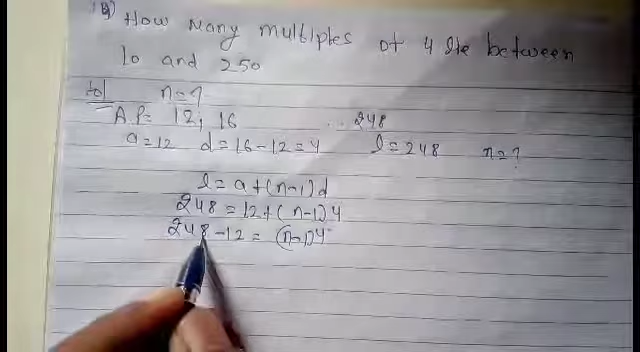 How many multiples of 4 lie between
10 and 250
Sol n=?
A.P= 12, 16 ... 248
a=12 d=16-12=4 l=248 n=?
l=a+(n-1)d
248=12+(n-1)4
248-12=(n-1)4